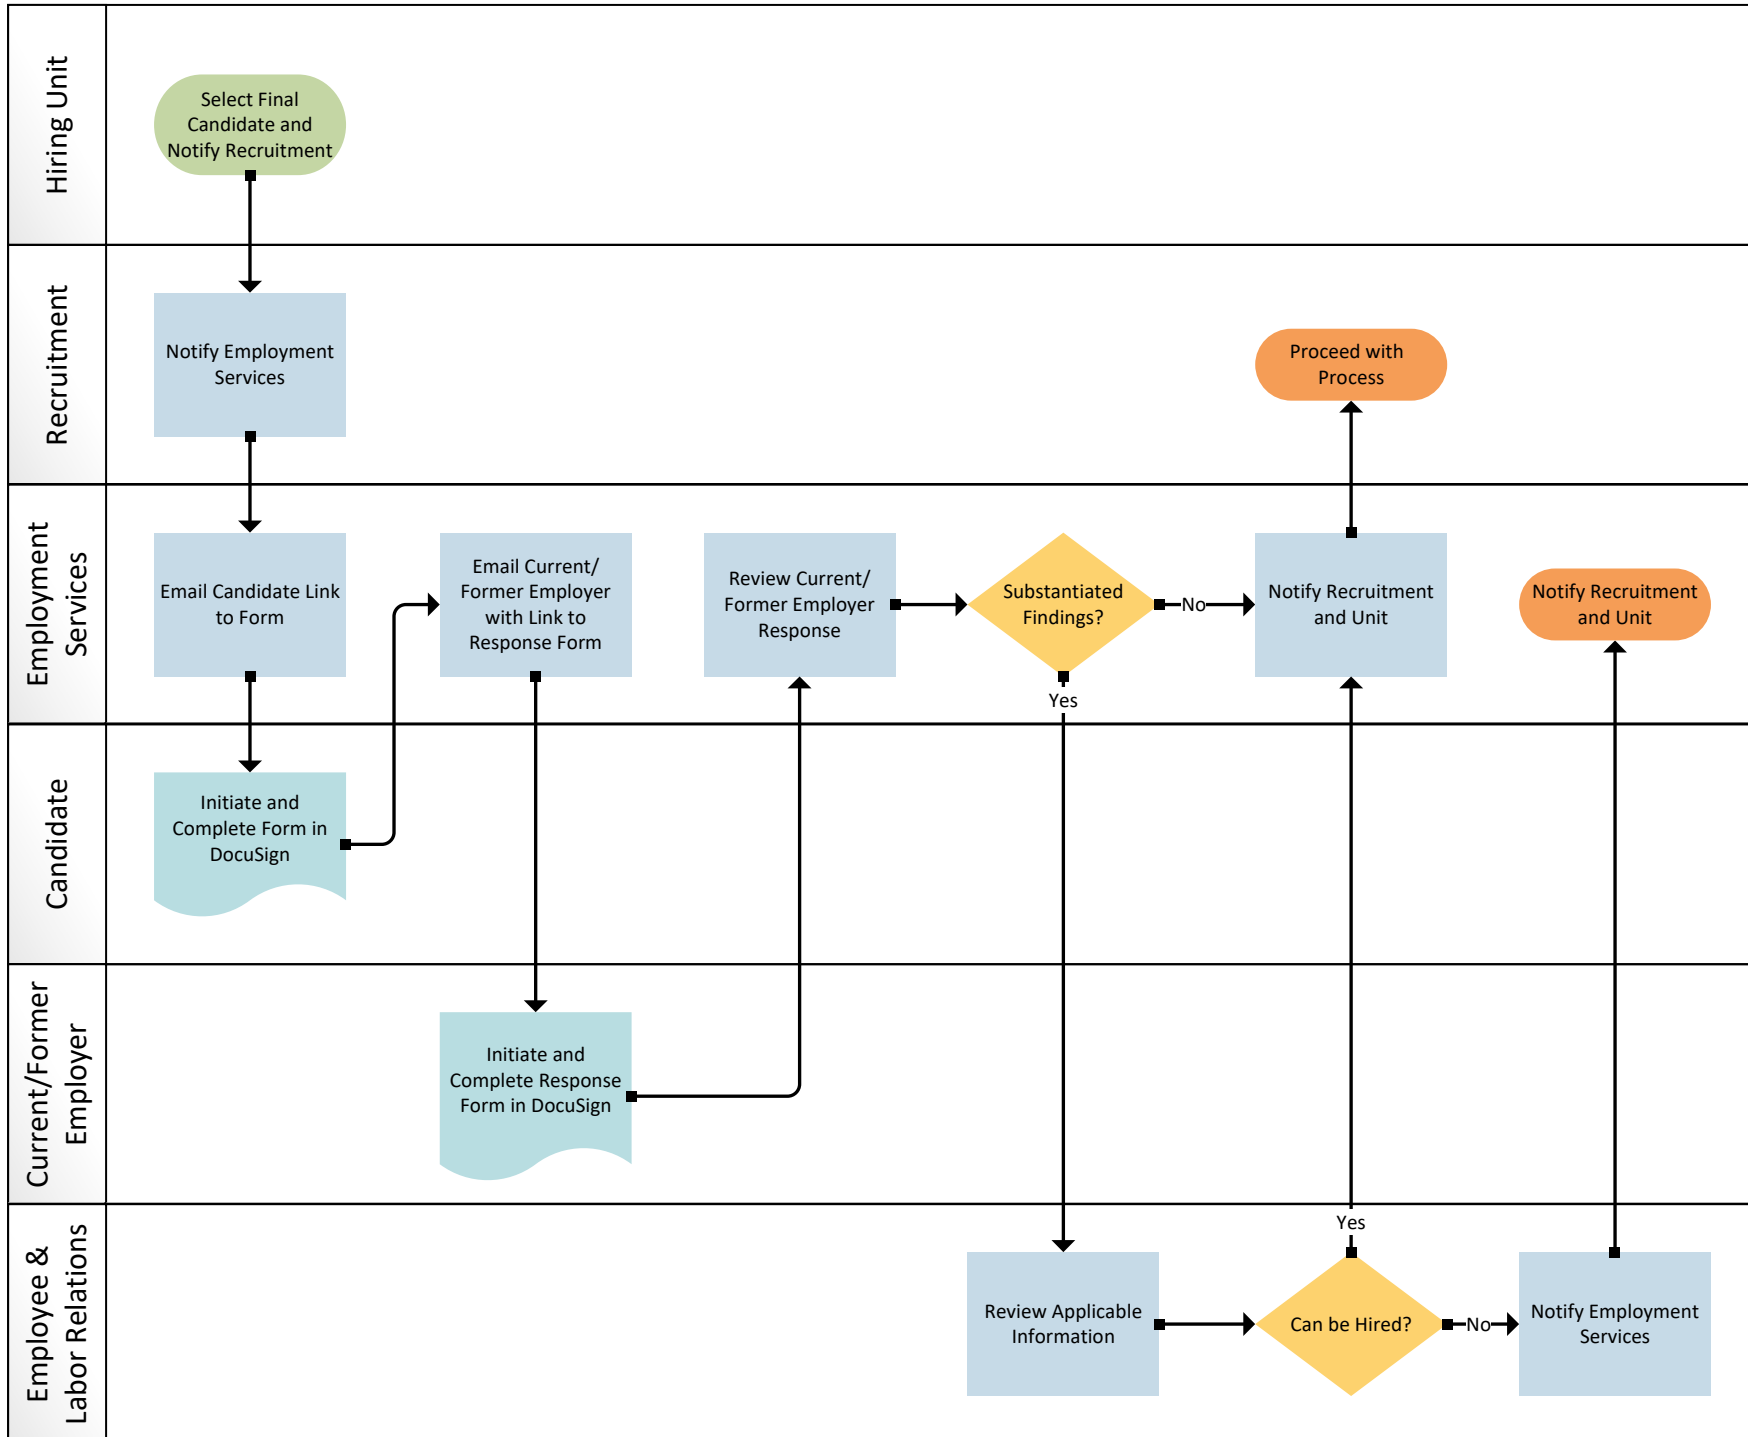 Hiring Unit
Select Final
Candidate and
Notify Recruitment
Recruitment
Notify Employment
Services
Proceed with
Process
Employment
Services
Email Candidate Link
to Form
Email Current/
Former Employer
with Link to
Response Form
Review Current/
Former Employer
Response
Substantiated
Findings?
No
Yes
Notify Recruitment
and Unit
Notify Recruitment
and Unit
Candidate
Initiate and
Complete Form in
DocuSign
Current/Former
Employer
Initiate and
Complete Response
Form in DocuSign
Employee &
Labor Relations
Review Applicable
Information
Yes
Can be Hired?
No
Notify Employment
Services